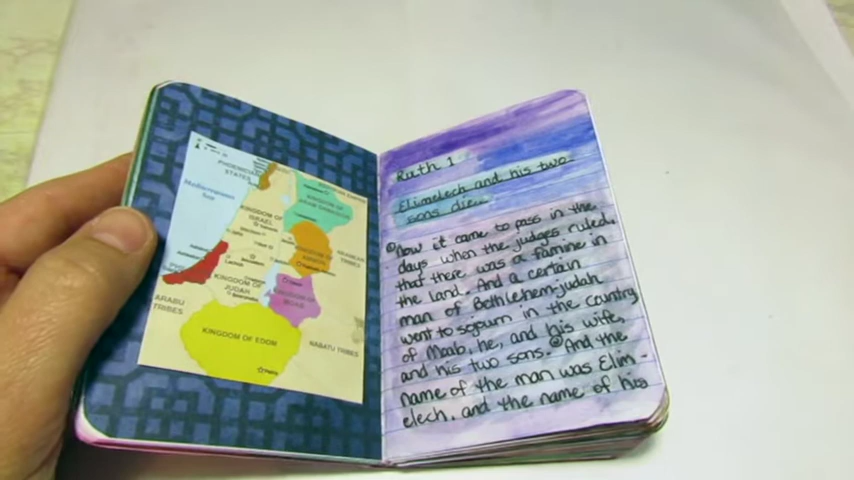 PHOENICIAN
STATES
Mediterranean
Sea
KINGDOM OF
ISRAEL
KINGDOM
OF JUDAH
KINGDOM
OF MOAB
ARABIAN
TRIBES
ARABU
TRIBES
KINGDOM OF EDOM
NABATU TRIBES
Ruth 1
Elimelech and his two
sons die.
①Now it came to pass in the
days when the judges ruled,
that there was a famine in
the land. And a certain
man of Bethlehem-judah
went to sojourn in the country
of Moab, he, and his wife,
and his two sons. ②And the
name of the man was Elim-
elech, and the name of his